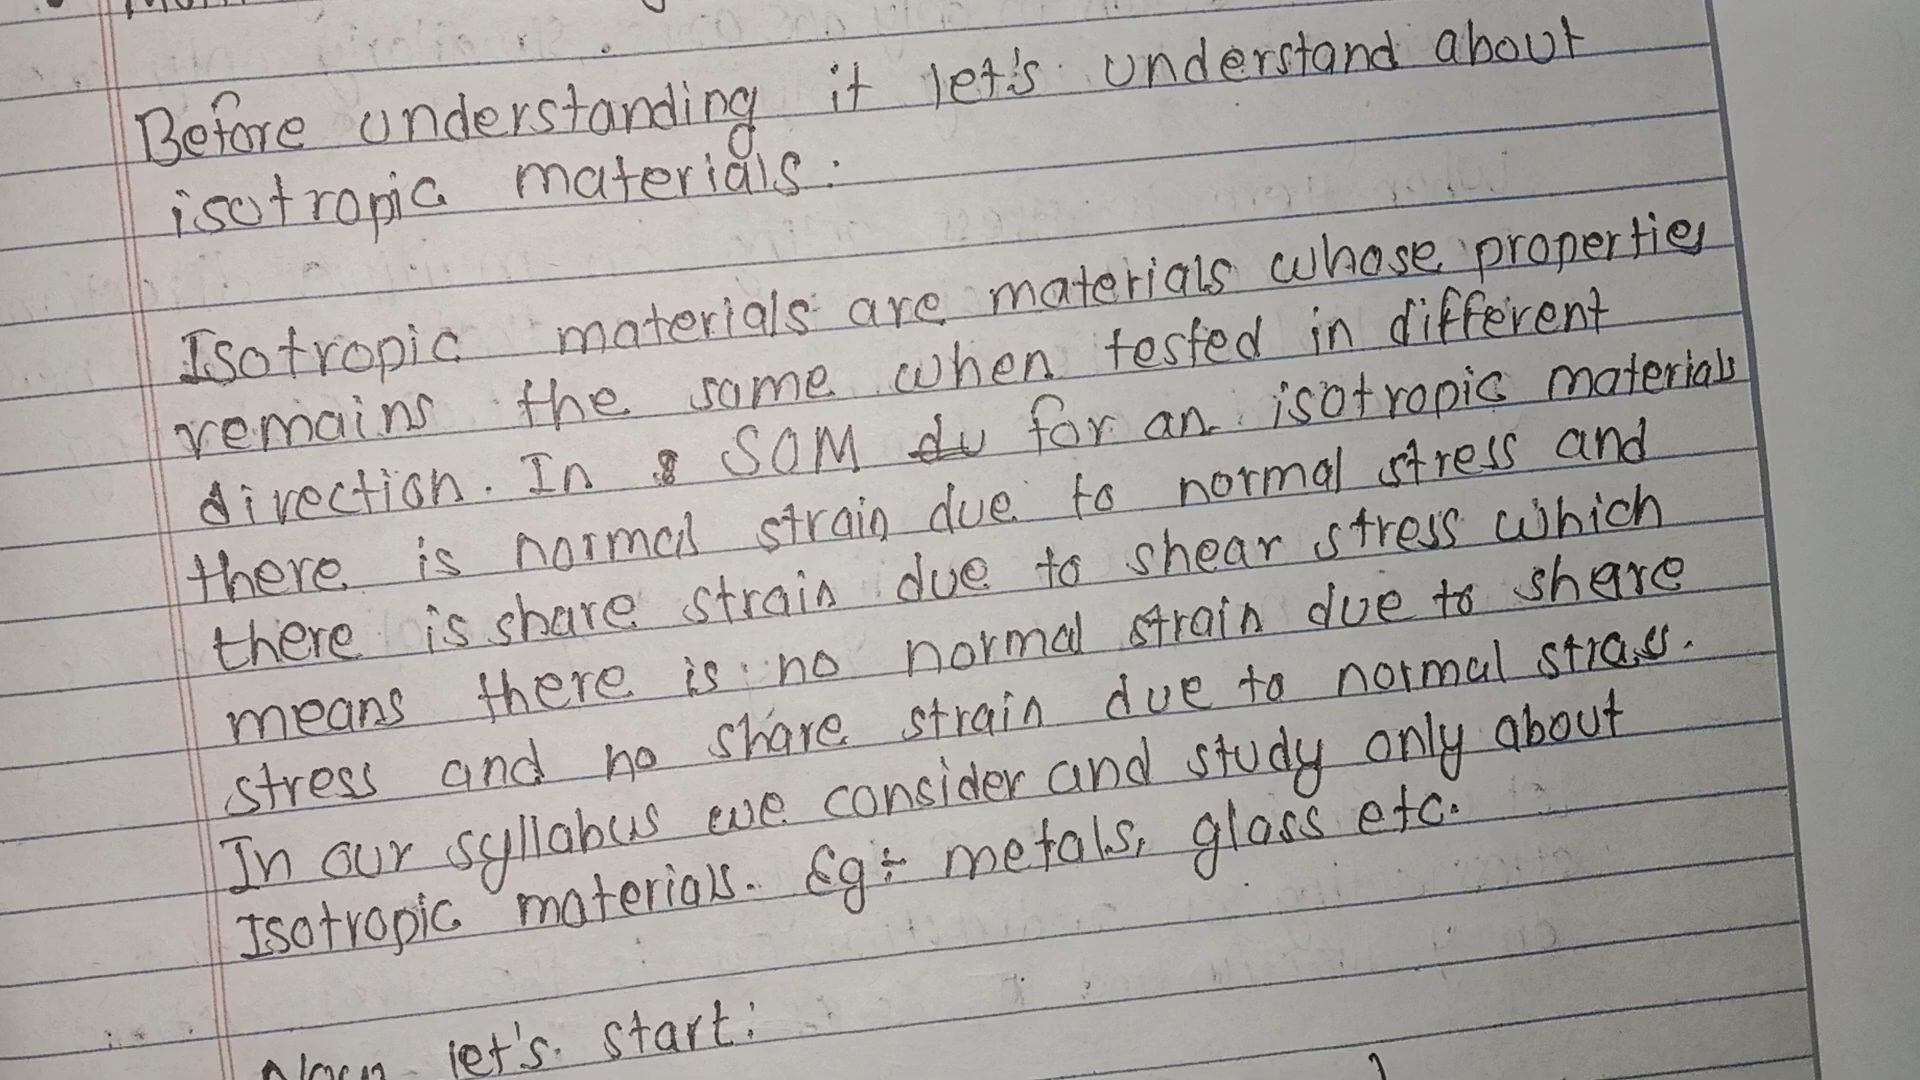 Before understanding it let's understand about
isotropic materials:
Isotropic materials are materials whose properties
remains the same when tested in different
direction. In SOM du for an isotropic materials
there is normal strain due to normal stress and
there is share strain due to shear stress which
means there is no normal strain due to share
stress and no share strain due to normal strass.
In our syllabus we consider and study only about
Isotropic materials. Eg:- metals, glass etc.
Now let's start: